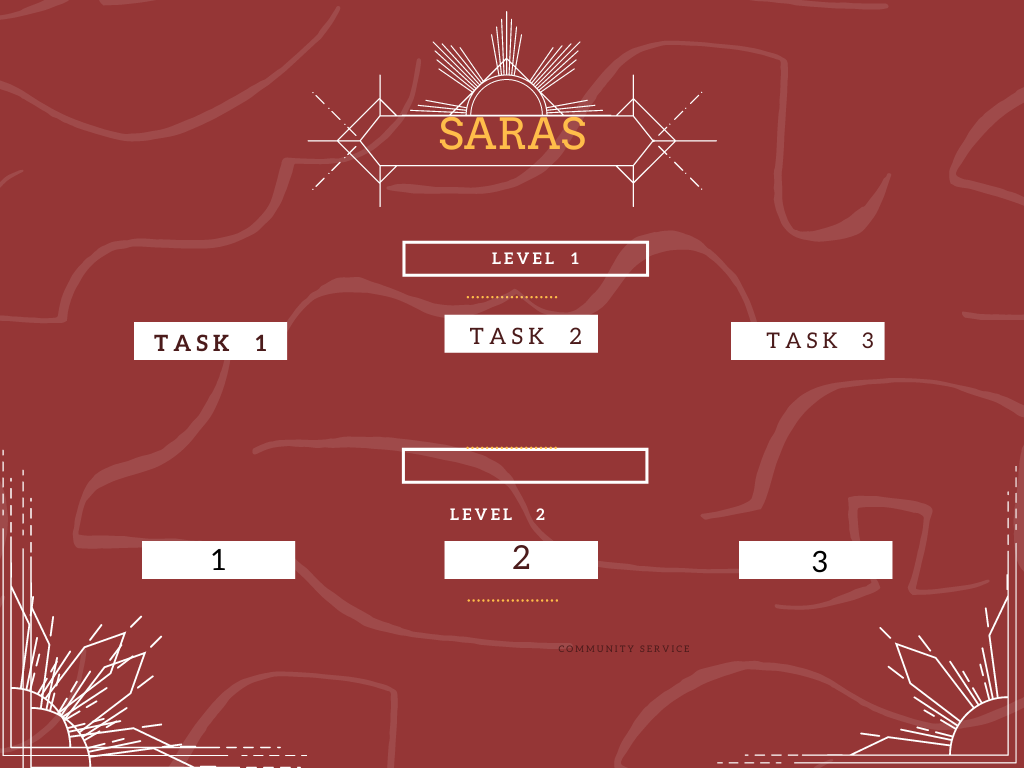 SARAS
LEVEL 1
TASK 1
TASK 2
TASK 3
LEVEL 2
1
2
3
COMMUNITY SERVICE